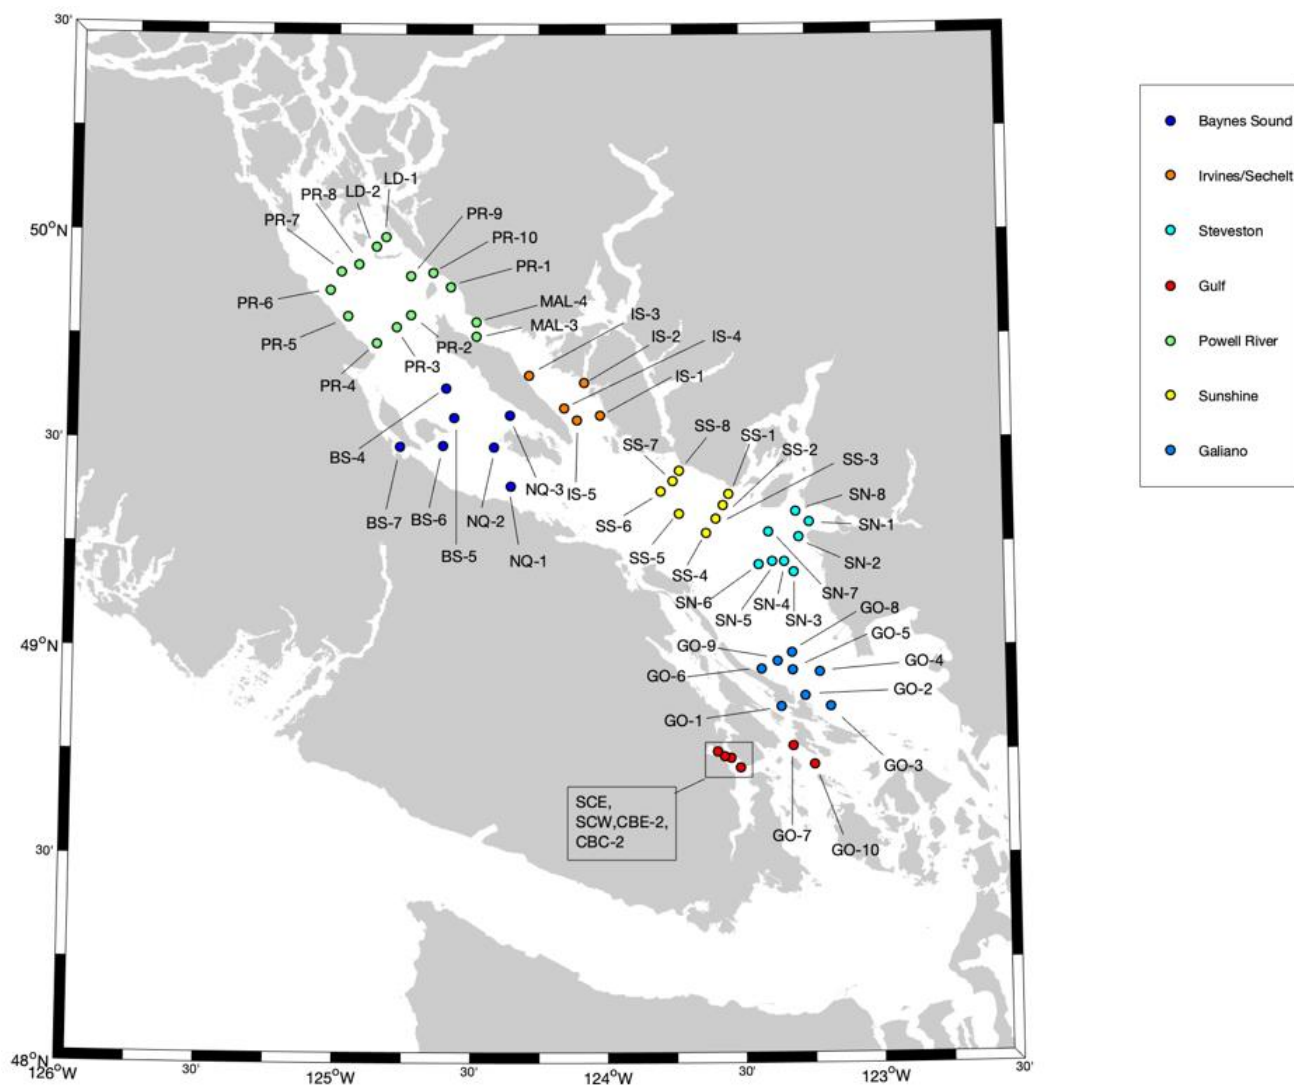 30'
LD-1
LD-2
PR-8
PR-7
PR-9
50°N
PR-10
PR-1
PR-6
MAL-4
IS-3
MAL-3
IS-2
IS-4
PR-5
PR-2
PR-3
IS-1
PR-4
SS-8
30'
SS-7
SS-1
SS-2
SS-3
BS-4
NQ-3
IS-5
SN-8
BS-7
BS-6
NQ-2
SS-6
SN-1
BS-5
NQ-1
SS-5
SN-2
SS-4
SN-7
SN-6
SN-4
SN-5
SN-3
GO-8
GO-5
49°N
GO-9
GO-4
GO-6
GO-2
GO-1
GO-3
SCE,
SCW,CBE-2,
CBC-2
GO-7
GO-10
30'
48°N
126°W
30'
125°W
30'
124°W
30'
123°W
30'
Baynes Sound
Irvines/Sechelt
Steveston
Gulf
Powell River
Sunshine
Galiano